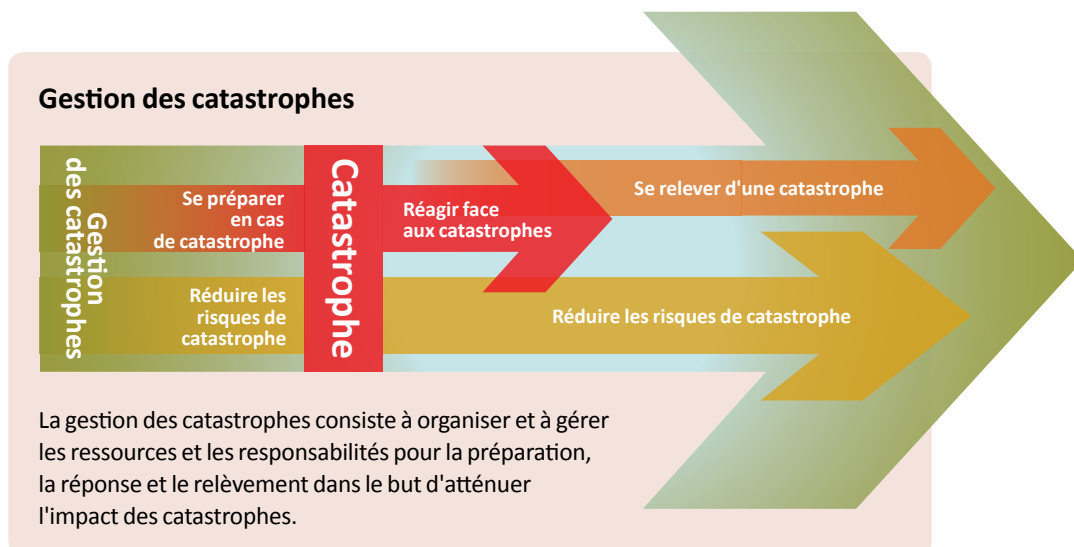 Gestion des catastrophes
Gestion
des catastrophes
Se préparer
en cas
de catastrophe
Réduire les
risques de
catastrophe
Catastrophe
Réagir face
aux catastrophes
Se relever d'une catastrophe
Réduire les risques de catastrophe
La gestion des catastrophes consiste à organiser et à gérer
les ressources et les responsabilités pour la préparation,
la réponse et le relèvement dans le but d'atténuer
l'impact des catastrophes.